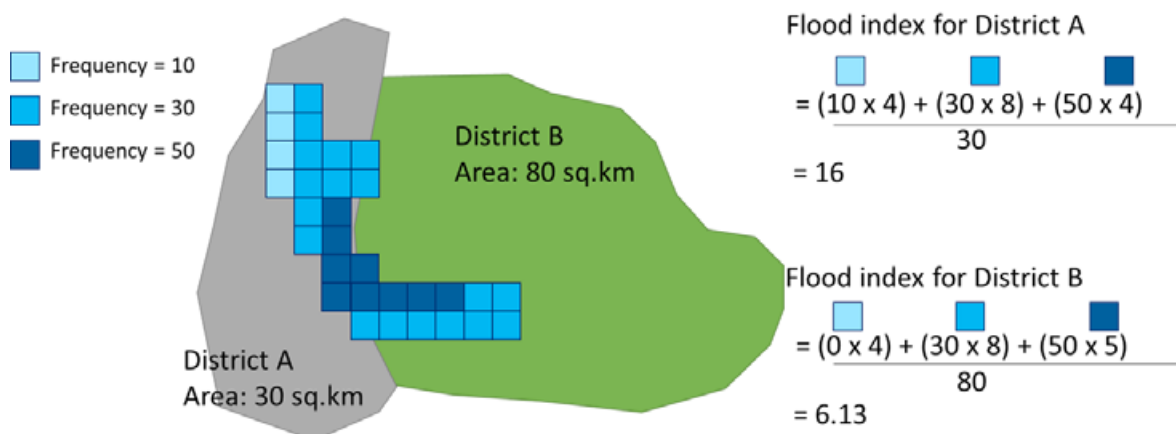 Frequency = 10
Frequency = 30
Frequency = 50
District B
Area: 80 sq.km
District A
Area: 30 sq.km
Flood index for District A
= (10 x 4) + (30 x 8) + (50 x 4)
30
= 16
Flood index for District B
= (0 x 4) + (30 x 8) + (50 x 5)
80
= 6.13